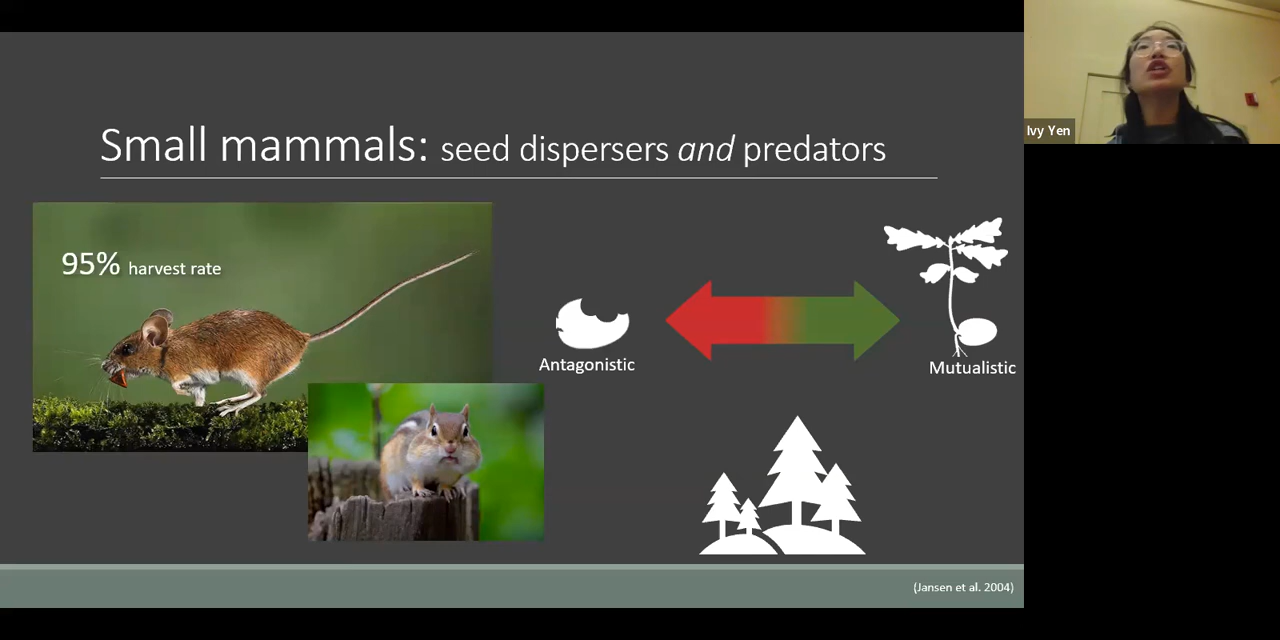 Small mammals: seed dispersers and predators
95% harvest rate
Antagonistic
Mutualistic
(Jansen et al. 2004)
Ivy Yen